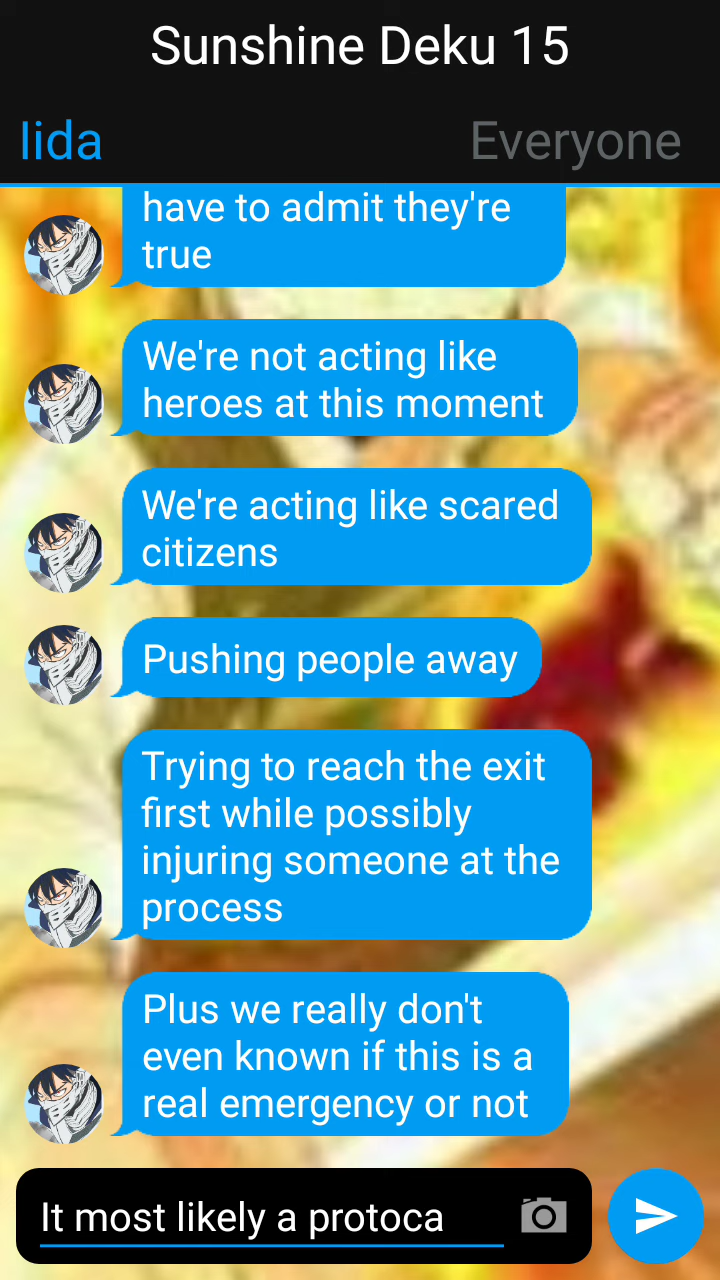 Sunshine Deku 15
Iida Everyone
have to admit they're
true
We're not acting like
heroes at this moment
We're acting like scared
citizens
Pushing people away
Trying to reach the exit
first while possibly
injuring someone at the
process
Plus we really don't
even known if this is a
real emergency or not
It most likely a protoca